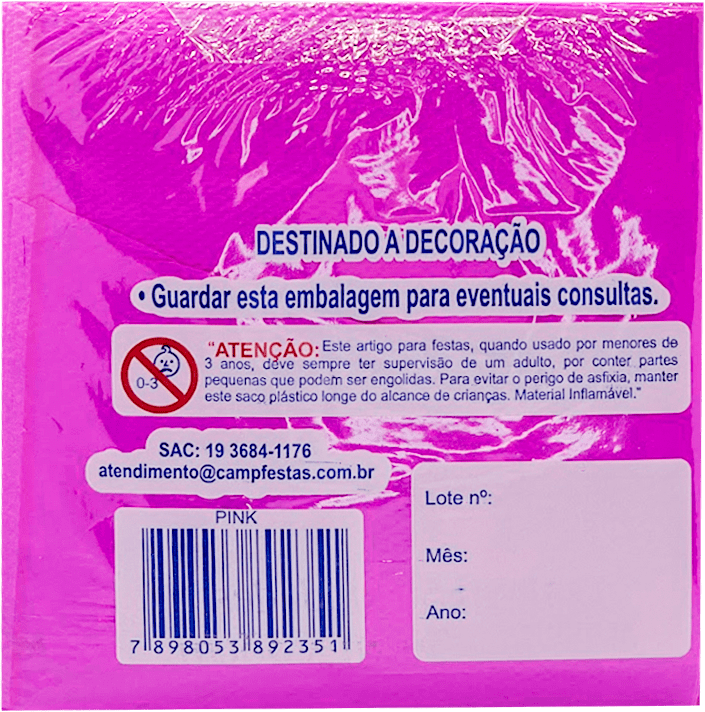 DESTINADO A DECORAÇÃO
• Guardar esta embalagem para eventuais consultas.
"ATENÇÃO: Este artigo para festas, quando usado por menores de
3 anos, deve sempre ter supervisão de um adulto, por conter partes
pequenas que podem ser engolidas. Para evitar o perigo de asfixia, manter
este saco plástico longe do alcance de crianças. Material Inflamável."
0-3
SAC: 19 3684-1176
atendimento@campfestas.com.br
PINK
7 898053 892351
Lote nº:
Mês:
Ano: